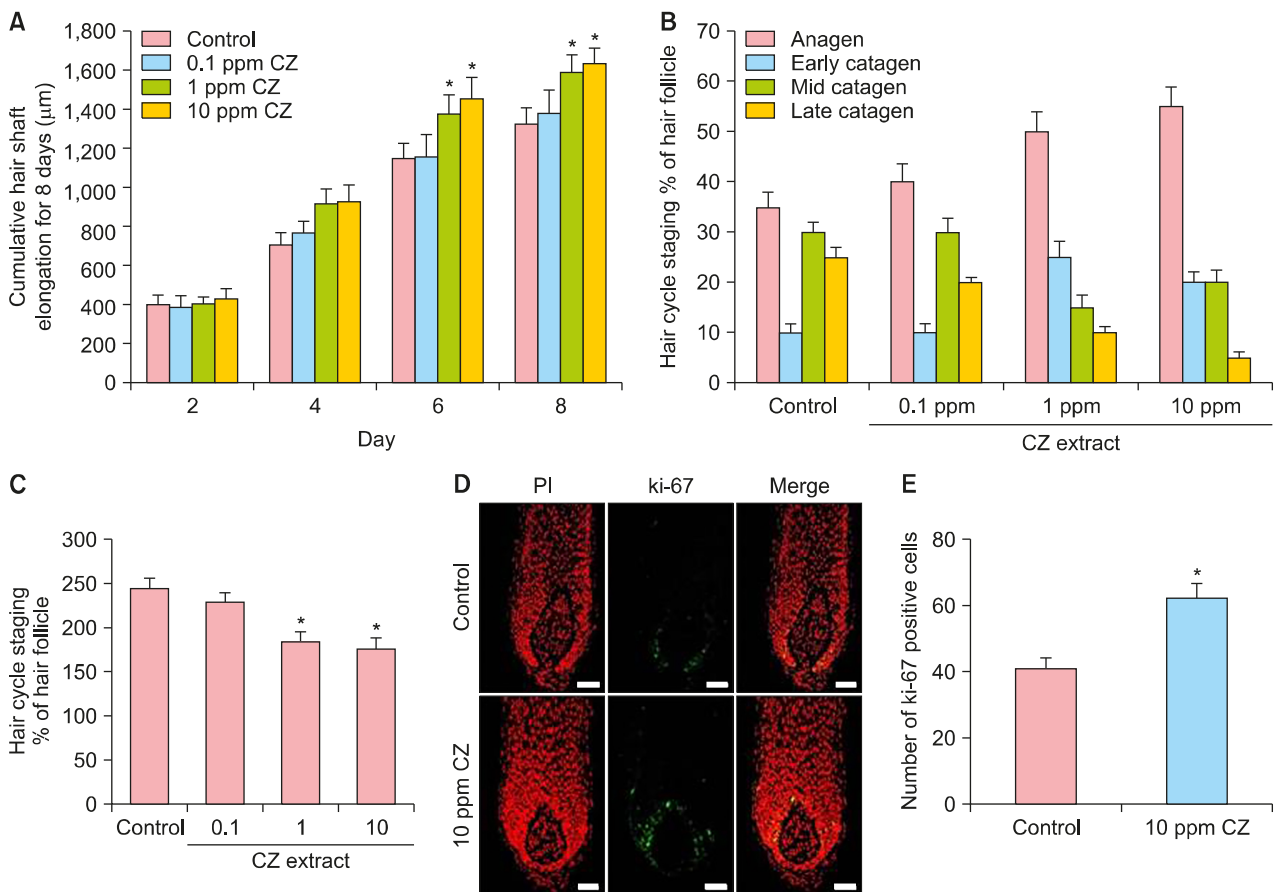 A
Cumulative hair shaft
elongation for 8 days (μm)
1,800
1,600
1,400
1,200
1,000
800
600
400
200
0
Control
0.1 ppm CZ
1 ppm CZ
10 ppm CZ
* *
* *
2 4 6 8
Day
B
Hair cycle staging % of hair follicle
70
60
50
40
30
20
10
0
Anagen
Early catagen
Mid catagen
Late catagen
Control 0.1 ppm 1 ppm 10 ppm
CZ extract
C
Hair cycle staging
% of hair follicle
300
250
200
150
100
50
0
* *
Control 0.1 1 10
CZ extract
D
PI ki-67 Merge
Control
10 ppm CZ
E
Number of ki-67 positive cells
80
60
40
20
0
*
Control 10 ppm CZ